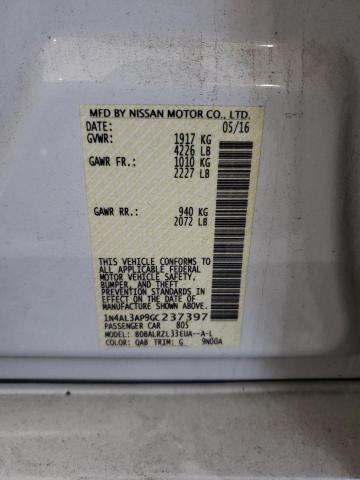 MFD BY NISSAN MOTOR CO., LTD.
DATE: 05/16
GVWR: 1917 KG
4226 LB
GAWR FR: 1010 KG
2227 LB
GAWR RR: 940 KG
2072 LB
THIS VEHICLE CONFORMS TO
ALL APPLICABLE FEDERAL
MOTOR VEHICLE SAFETY,
BUMPER, AND THEFT
PREVENTION STANDARDS IN
EFFECT ON THE DATE OF
MANUFACTURE SHOWN ABOVE.
1N4AL3AP9GC237397
PASSENGER CAR 805
MODEL: BDBALRZL33EUA--A-L
COLOR: QAB TRIM: G 9N00A